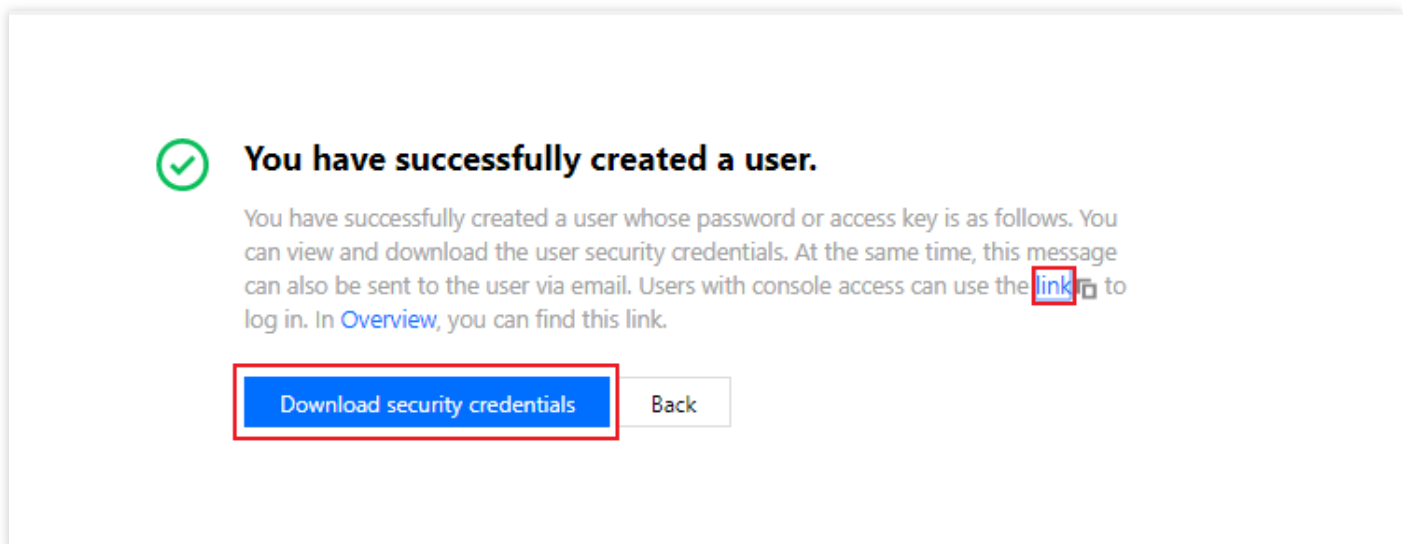 You have successfully created a user.
You have successfully created a user whose password or access key is as follows. You
can view and download the user security credentials. At the same time, this message
can also be sent to the user via email. Users with console access can use the link to
log in. In Overview, you can find this link.
Download security credentials Back